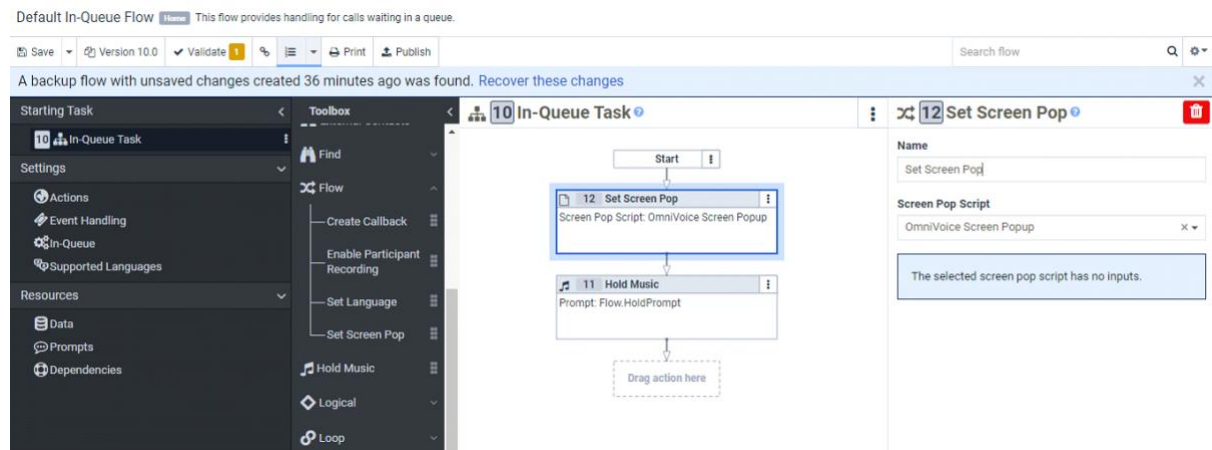 Default In-Queue Flow Home This flow provides handling for calls waiting in a queue.
Save Version 10.0 Validate 1 Print Publish Search flow
A backup flow with unsaved changes created 36 minutes ago was found. Recover these changes
Starting Task
10 In-Queue Task
Settings
Actions
Event Handling
In-Queue
Supported Languages
Resources
Data
Prompts
Dependencies
Toolbox
Find
Flow
Create Callback
Enable Participant
Recording
Set Language
Set Screen Pop
Hold Music
Logical
Loop
10 In-Queue Task
Start
12 Set Screen Pop
Screen Pop Script: OmniVoice Screen Popup
11 Hold Music
Prompt: Flow.HoldPrompt
Drag action here
12 Set Screen Pop
Name
Set Screen Pop
Screen Pop Script
OmniVoice Screen Popup
The selected screen pop script has no inputs.